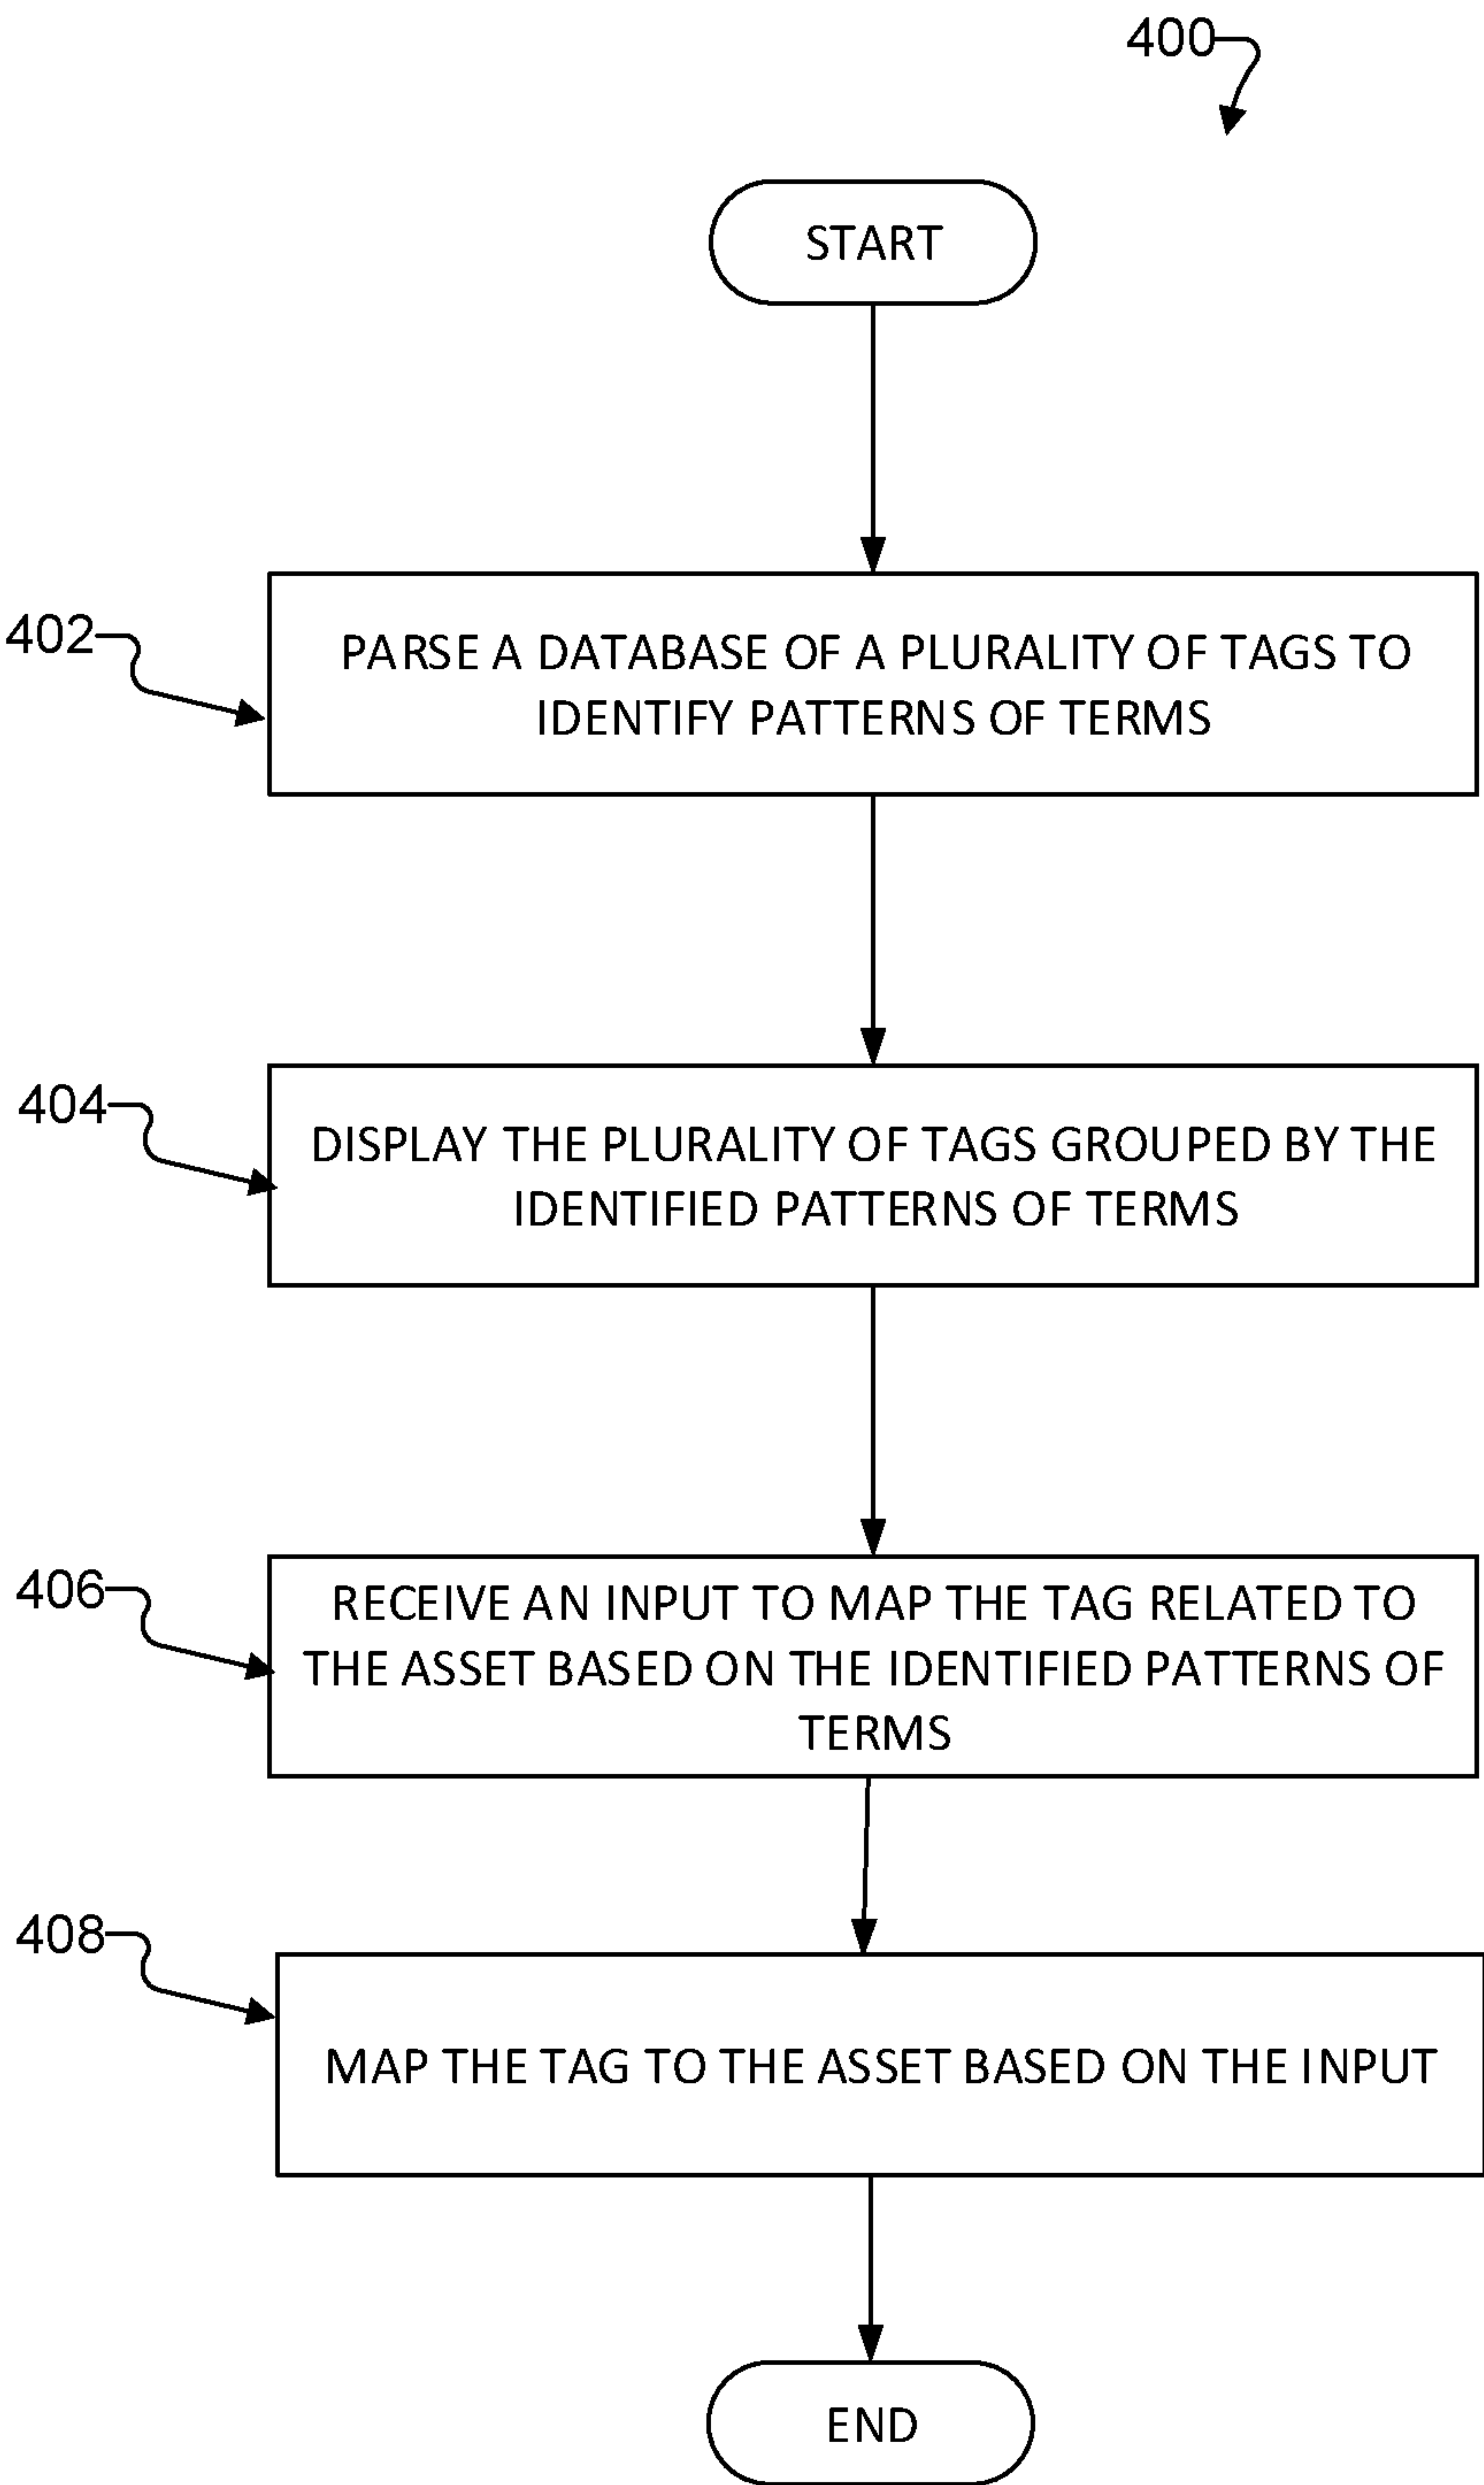 400
START
402
PARSE A DATABASE OF A PLURALITY OF TAGS TO
IDENTIFY PATTERNS OF TERMS
404
DISPLAY THE PLURALITY OF TAGS GROUPED BY THE
IDENTIFIED PATTERNS OF TERMS
406
RECEIVE AN INPUT TO MAP THE TAG RELATED TO
THE ASSET BASED ON THE IDENTIFIED PATTERNS OF
TERMS
408
MAP THE TAG TO THE ASSET BASED ON THE INPUT
END